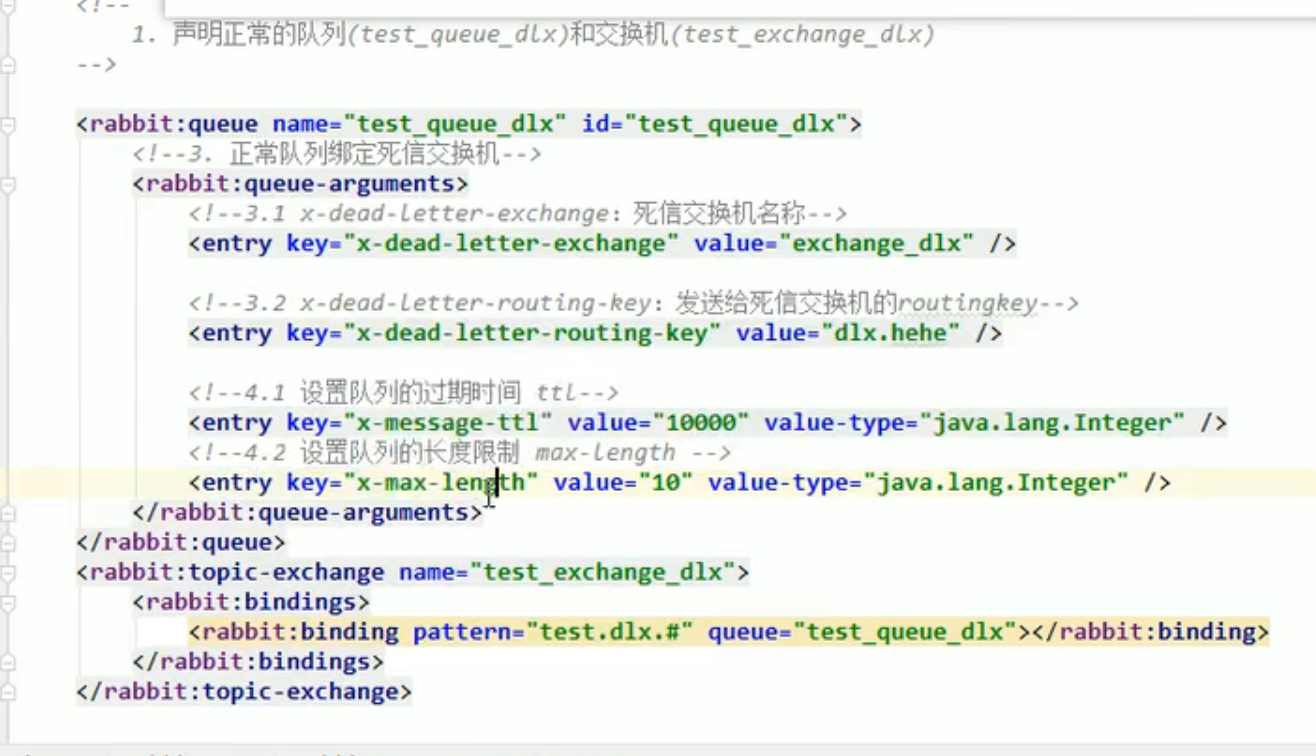 <!--
1. 声明正常的队列(test_queue_dlx)和交换机(test_exchange_dlx)
-->
<rabbit:queue name="test_queue_dlx" id="test_queue_dlx">
<!--3. 正常队列绑定死信交换机-->
<rabbit:queue-arguments>
<!--3.1 x-dead-letter-exchange：死信交换机名称-->
<entry key="x-dead-letter-exchange" value="exchange_dlx" />
<!--3.2 x-dead-letter-routing-key：发送给死信交换机的routingkey-->
<entry key="x-dead-letter-routing-key" value="dlx.hehe" />
<!--4.1 设置队列的过期时间 ttl-->
<entry key="x-message-ttl" value="10000" value-type="java.lang.Integer" />
<!--4.2 设置队列的长度限制 max-length -->
<entry key="x-max-length" value="10" value-type="java.lang.Integer" />
</rabbit:queue-arguments>
</rabbit:queue>
<rabbit:topic-exchange name="test_exchange_dlx">
<rabbit:bindings>
<rabbit:binding pattern="test.dlx.#" queue="test_queue_dlx"></rabbit:binding>
</rabbit:bindings>
</rabbit:topic-exchange>